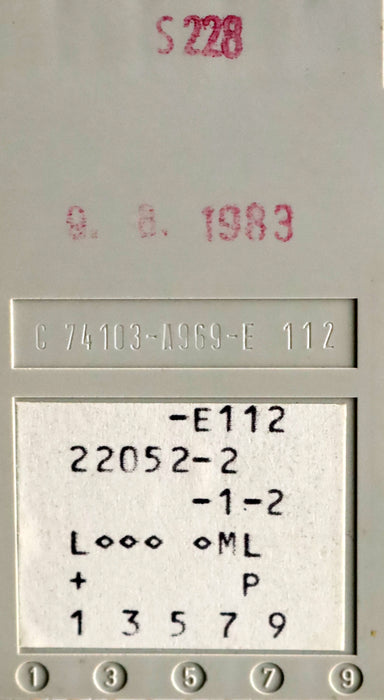 S 228
9. 8. 1983
C 74103-A969-E 112
-E112
22052-2
-1-2
L⋄⋄⋄ ⋄ML
+ P
1 3 5 7 9
1 3 5 7 9